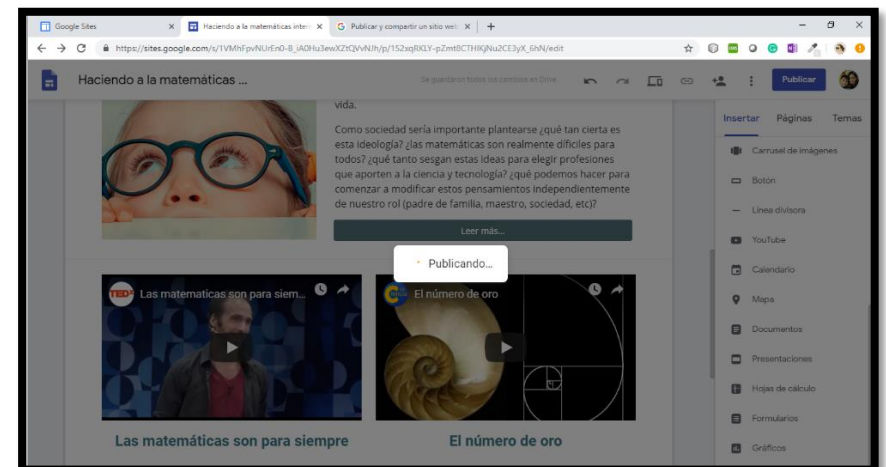 Google Sites
Haciendo a la matemáticas inter
Publicar y compartir un sitio web
https://sites.google.com/s/
/edit
Haciendo a la matemáticas ...
Se guardaron todos los cambios en Drive
Publicar
Insertar Páginas Temas
vida.
Como sociedad sería importante plantearse ¿qué tan cierta es
esta ideología? ¿las matemáticas son realmente difíciles para
todos? ¿qué tanto sesgan estas ideas para elegir profesiones
que aporten a la ciencia y tecnología? ¿qué podemos hacer para
comenzar a modificar estos pensamientos independientemente
de nuestro rol (padre de familia, maestro, sociedad, etc)?
Leer más...
Publicando...
TEDx Las matematicas son para siem...
El número de oro
Las matemáticas son para siempre
El número de oro
Carrusel de imágenes
Botón
Línea divisora
YouTube
Calendario
Mapa
Documentos
Presentaciones
Hojas de cálculo
Formularios
Gráficos